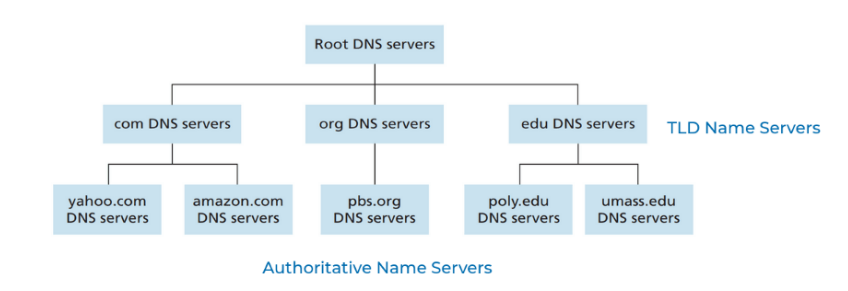 Root DNS servers
com DNS servers
org DNS servers
edu DNS servers
TLD Name Servers
yahoo.com
DNS servers
amazon.com
DNS servers
pbs.org
DNS servers
poly.edu
DNS servers
umass.edu
DNS servers
Authoritative Name Servers